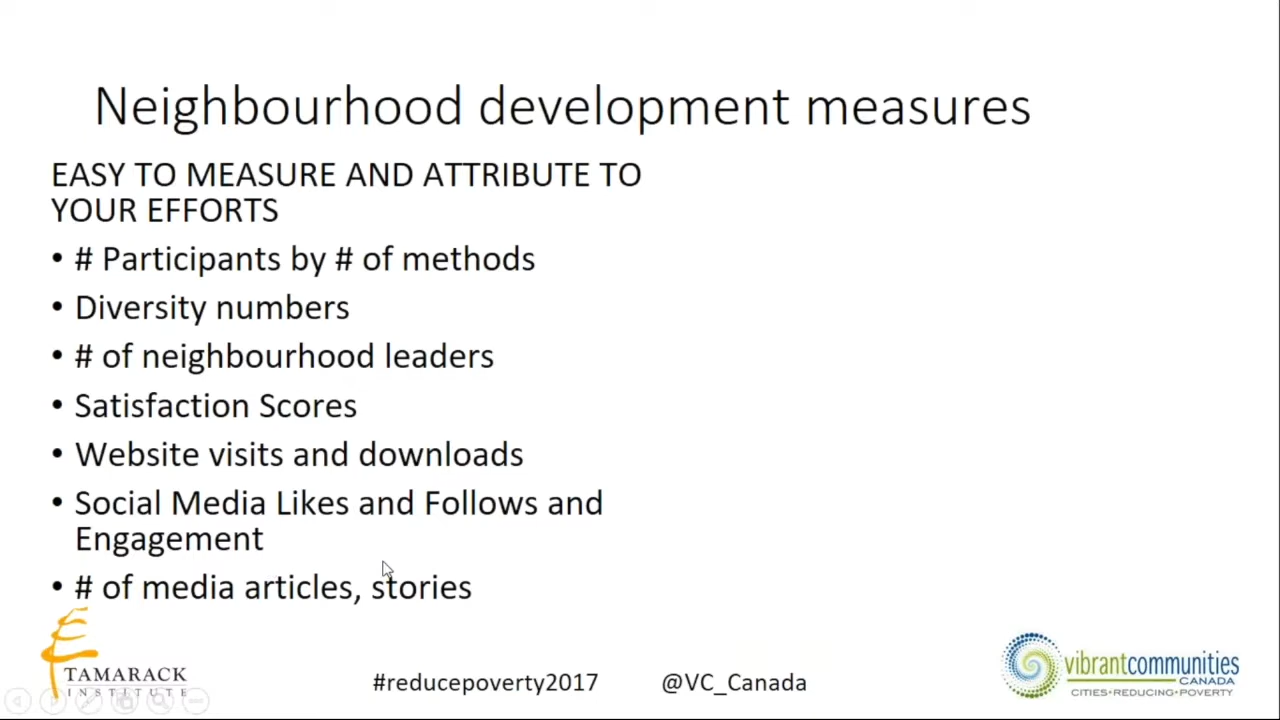 Neighbourhood development measures
EASY TO MEASURE AND ATTRIBUTE TO
YOUR EFFORTS
• # Participants by # of methods
• Diversity numbers
• # of neighbourhood leaders
• Satisfaction Scores
• Website visits and downloads
• Social Media Likes and Follows and
Engagement
• # of media articles, stories
TAMARACK
INSTITUTE
#reducepoverty2017
@VC_Canada
vibrantcommunities
CANADA
CITIES•REDUCING•POVERTY